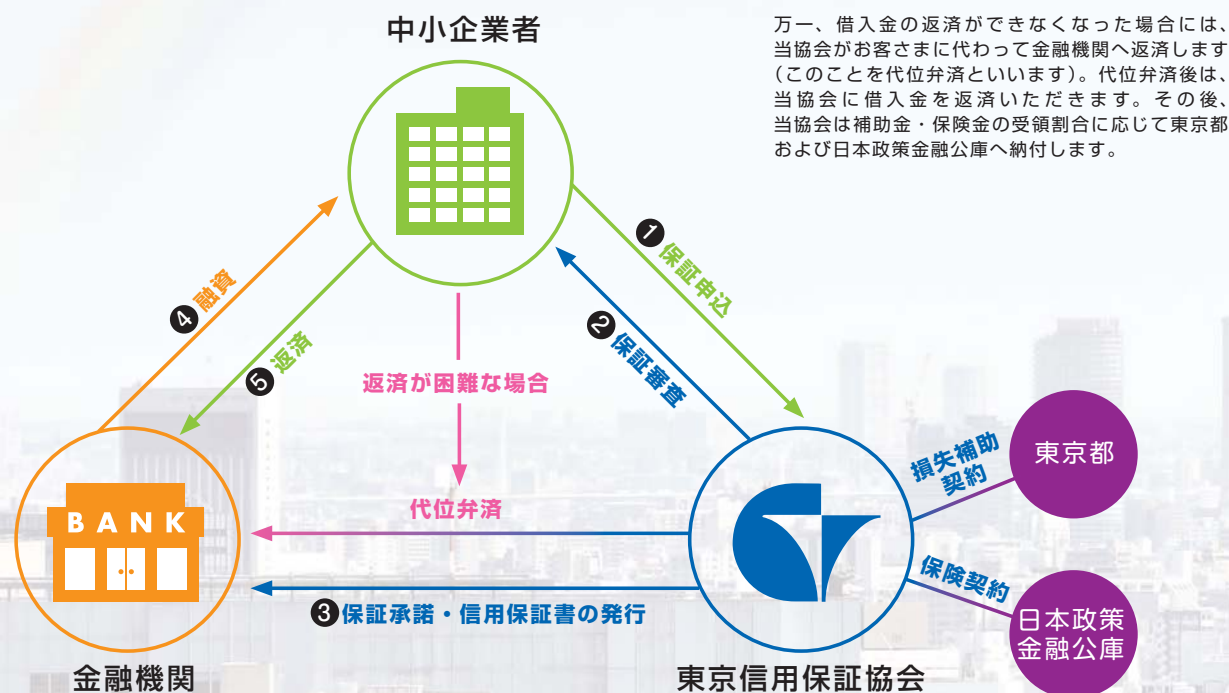 中小企業者
万一、借入金の返済ができなくなった場合には、
当協会がお客さまに代わって金融機関へ返済します
(このことを代位弁済といいます)。代位弁済後は、
当協会に借入金を返済いただきます。その後、
当協会は補助金・保険金の受領割合に応じて東京都
および日本政策金融公庫へ納付します。
❶保証申込
❷保証審査
❹融資
❺返済
返済が困難な場合
代位弁済
❸保証承諾・信用保証書の発行
BANK
損失補助
契約
東京都
保険契約
日本政策
金融公庫
金融機関
東京信用保証協会